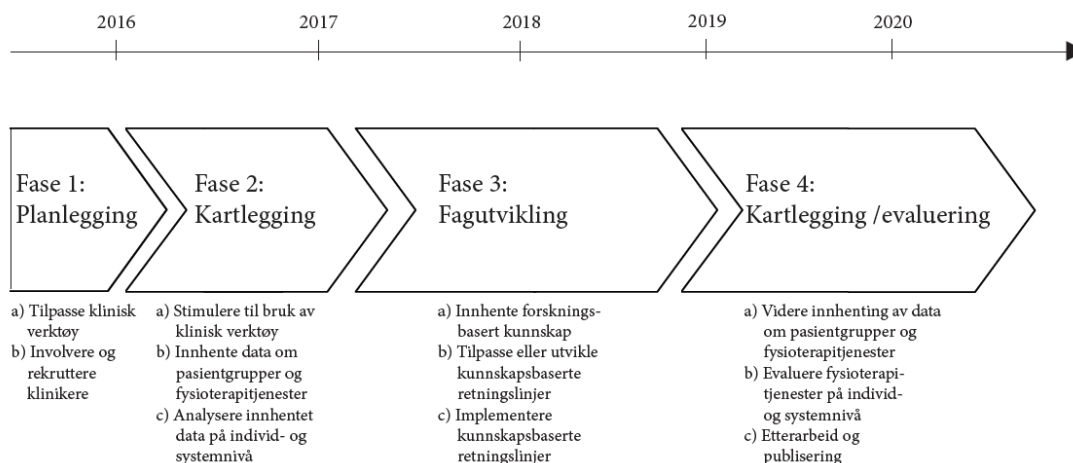 2016 2017 2018 2019 2020
Fase 1:
Planlegging
Fase 2:
Kartlegging
Fase 3:
Fagutvikling
Fase 4:
Kartlegging /evaluering
a) Tilpasse klinisk
verktøy
b) Involvere og
rekruttere
klinikere
a) Stimulere til bruk av
klinisk verktøy
b) Innhente data om
pasientgrupper og
fysioterapitjenester
c) Analysere innhentet
data på individ- og
systemnivå
a) Innhente forsknings-
basert kunnskap
b) Tilpasse eller utvikle
kunnskapsbaserte
retningslinjer
c) Implementere
kunnskapsbaserte
retningslinjer
a) Videre innhenting av data
om pasientgrupper og
fysioterapitjenester
b) Evaluere fysioterapi-
tjenester på individ-
og systemnivå
c) Etterarbeid og
publisering